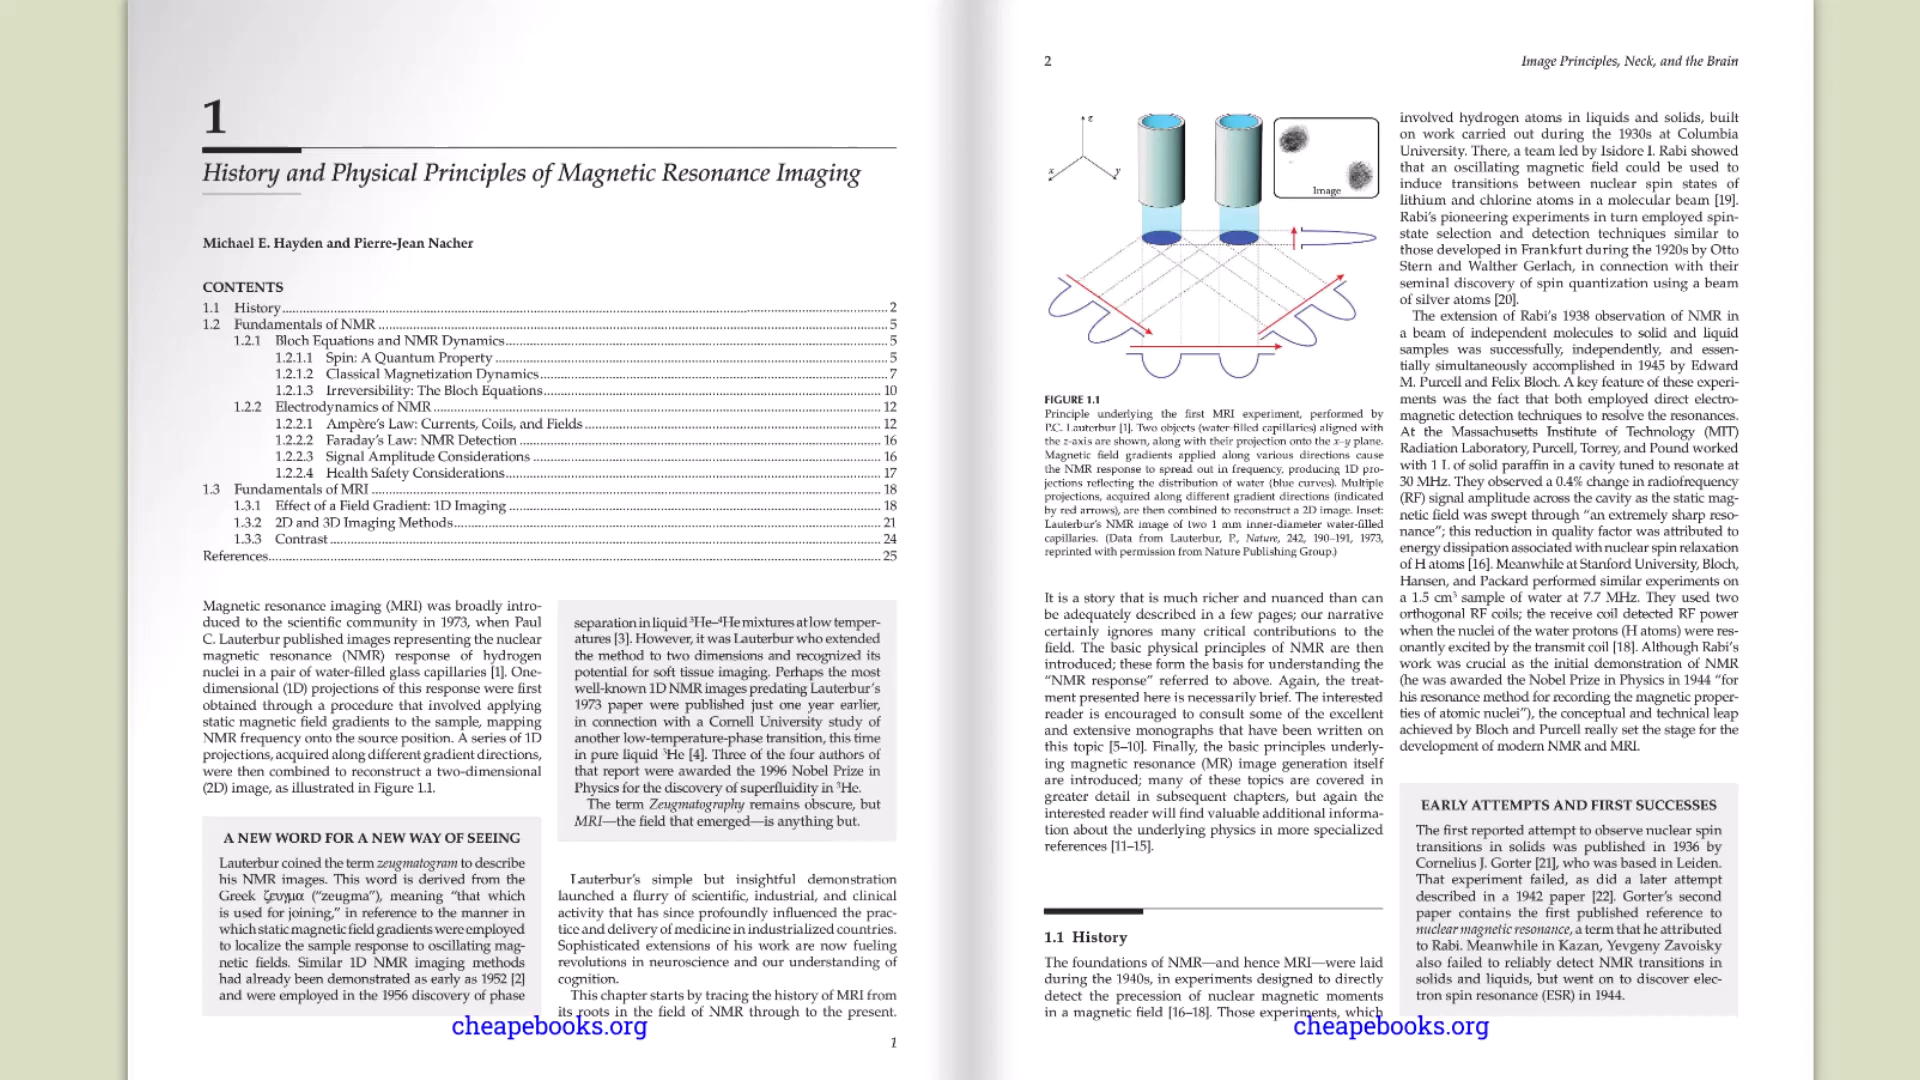 1
History and Physical Principles of Magnetic Resonance Imaging
Michael E. Hayden and Pierre-Jean Nacher
CONTENTS
1.1 History 2
1.2 Fundamentals of NMR 5
1.2.1 Bloch Equations and NMR Dynamics 5
1.2.1.1 Spin: A Quantum Property 5
1.2.1.2 Classical Magnetization Dynamics 7
1.2.1.3 Irreversibility: The Bloch Equations 10
1.2.2 Electrodynamics of NMR 12
1.2.2.1 Ampère's Law: Currents, Coils, and Fields 12
1.2.2.2 Faraday's Law: NMR Detection 16
1.2.2.3 Signal Amplitude Considerations 16
1.2.2.4 Health Safety Considerations 17
1.3 Fundamentals of MRI 18
1.3.1 Effect of a Field Gradient: 1D Imaging 18
1.3.2 2D and 3D Imaging Methods 21
1.3.3 Contrast 24
References 25
Magnetic resonance imaging (MRI) was broadly intro-
duced to the scientific community in 1973, when Paul
C. Lauterbur published images representing the nuclear
magnetic resonance (NMR) response of hydrogen
nuclei in a pair of water-filled glass capillaries [1]. One-
dimensional (1D) projections of this response were first
obtained through a procedure that involved applying
static magnetic field gradients to the sample, mapping
NMR frequency onto the source position. A series of 1D
projections, acquired along different gradient directions,
were then combined to reconstruct a two-dimensional
(2D) image, as illustrated in Figure 1.1.
A NEW WORD FOR A NEW WAY OF SEEING
Lauterbur coined the term zeugmatogram to describe
his NMR images. This word is derived from the
Greek ζευγμα ("zeugma"), meaning "that which
is used for joining," in reference to the manner in
which static magnetic field gradients were employed
to localize the sample response to oscillating mag-
netic fields. Similar 1D NMR imaging methods
had already been demonstrated as early as 1952 [2]
and were employed in the 1956 discovery of phase
separation in liquid ³He–⁴He mixtures at low temper-
atures [3]. However, it was Lauterbur who extended
the method to two dimensions and recognized its
potential for soft tissue imaging. Perhaps the most
well-known 1D NMR images predating Lauterbur's
1973 paper were published just one year earlier,
in connection with a Cornell University study of
another low-temperature-phase transition, this time
in pure liquid ³He [4]. Three of the four authors of
that report were awarded the 1996 Nobel Prize in
Physics for the discovery of superfluidity in ³He.
The term Zeugmatography remains obscure, but
MRI—the field that emerged—is anything but.
Lauterbur's simple but insightful demonstration
launched a flurry of scientific, industrial, and clinical
activity that has since profoundly influenced the prac-
tice and delivery of medicine in industrialized countries.
Sophisticated extensions of his work are now fueling
revolutions in neuroscience and our understanding of
cognition.
This chapter starts by tracing the history of MRI from
its roots in the field of NMR through to the present.
cheapebooks.org
1
2
Image Principles, Neck, and the Brain
z
x
y
Image
FIGURE 1.1
Principle underlying the first MRI experiment, performed by
P.C. Lauterbur [1]. Two objects (water-filled capillaries) aligned with
the z-axis are shown, along with their projection onto the x–y plane.
Magnetic field gradients applied along various directions cause
the NMR response to spread out in frequency, producing 1D pro-
jections reflecting the distribution of water (blue curves). Multiple
projections, acquired along different gradient directions (indicated
by red arrows), are then combined to reconstruct a 2D image. Inset:
Lauterbur's NMR image of two 1 mm inner-diameter water-filled
capillaries. (Data from Lauterbur, P., Nature, 242, 190–191, 1973,
reprinted with permission from Nature Publishing Group.)
It is a story that is much richer and nuanced than can
be adequately described in a few pages; our narrative
certainly ignores many critical contributions to the
field. The basic physical principles of NMR are then
introduced; these form the basis for understanding the
"NMR response" referred to above. Again, the treat-
ment presented here is necessarily brief. The interested
reader is encouraged to consult some of the excellent
and extensive monographs that have been written on
this topic [5–10]. Finally, the basic principles underly-
ing magnetic resonance (MR) image generation itself
are introduced; many of these topics are covered in
greater detail in subsequent chapters, but again the
interested reader will find valuable additional informa-
tion about the underlying physics in more specialized
references [11–15].
1.1 History
The foundations of NMR—and hence MRI—were laid
during the 1940s, in experiments designed to directly
detect the precession of nuclear magnetic moments
in a magnetic field [16–18]. Those experiments, which
involved hydrogen atoms in liquids and solids, built
on work carried out during the 1930s at Columbia
University. There, a team led by Isidore I. Rabi showed
that an oscillating magnetic field could be used to
induce transitions between nuclear spin states of
lithium and chlorine atoms in a molecular beam [19].
Rabi's pioneering experiments in turn employed spin-
state selection and detection techniques similar to
those developed in Frankfurt during the 1920s by Otto
Stern and Walther Gerlach, in connection with their
seminal discovery of spin quantization using a beam
of silver atoms [20].
The extension of Rabi's 1938 observation of NMR in
a beam of independent molecules to solid and liquid
samples was successfully, independently, and essen-
tially simultaneously accomplished in 1945 by Edward
M. Purcell and Felix Bloch. A key feature of these experi-
ments was the fact that both employed direct electro-
magnetic detection techniques to resolve the resonances.
At the Massachusetts Institute of Technology (MIT)
Radiation Laboratory, Purcell, Torrey, and Pound worked
with 1 L of solid paraffin in a cavity tuned to resonate at
30 MHz. They observed a 0.4% change in radiofrequency
(RF) signal amplitude across the cavity as the static mag-
netic field was swept through "an extremely sharp reso-
nance"; this reduction in quality factor was attributed to
energy dissipation associated with nuclear spin relaxation
of H atoms [16]. Meanwhile at Stanford University, Bloch,
Hansen, and Packard performed similar experiments on
a 1.5 cm³ sample of water at 7.7 MHz. They used two
orthogonal RF coils; the receive coil detected RF power
when the nuclei of the water protons (H atoms) were res-
onantly excited by the transmit coil [18]. Although Rabi's
work was crucial as the initial demonstration of NMR
(he was awarded the Nobel Prize in Physics in 1944 "for
his resonance method for recording the magnetic proper-
ties of atomic nuclei"), the conceptual and technical leap
achieved by Bloch and Purcell really set the stage for the
development of modern NMR and MRI.
EARLY ATTEMPTS AND FIRST SUCCESSES
The first reported attempt to observe nuclear spin
transitions in solids was published in 1936 by
Cornelius J. Gorter [21], who was based in Leiden.
That experiment failed, as did a later attempt
described in a 1942 paper [22]. Gorter's second
paper contains the first published reference to
nuclear magnetic resonance, a term that he attributed
to Rabi. Meanwhile in Kazan, Yevgeny Zavoisky
also failed to reliably detect NMR transitions in
solids and liquids, but went on to discover elec-
tron spin resonance (ESR) in 1944.
cheapebooks.org